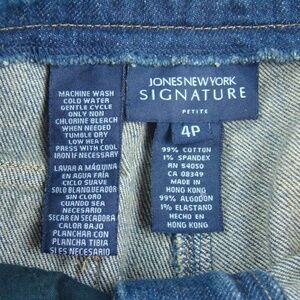 MACHINE WASH
COLD WATER
GENTLE CYCLE
ONLY NON
CHLORINE BLEACH
WHEN NEEDED
TUMBLE DRY
LOW HEAT
PRESS WITH COOL
IRON IF NECESSARY
LAVAR A MÁQUINA
EN AGUA FRÍA
CICLO SUAVE
SOLO BLANQUEADOR
SIN CLORO
CUANDO SEA
NECESARIO
SECAR EN SECADORA
CALOR BAJO
PLANCHAR CON
PLANCHA TIBIA
SI ES NECESARIO
JONES NEW YORK
SIGNATURE
PETITE
4P
99% COTTON
1% SPANDEX
RN 54050
CA 08349
MADE IN
HONG KONG
99% ALGODÓN
1% ELASTANO
HECHO EN
HONG KONG